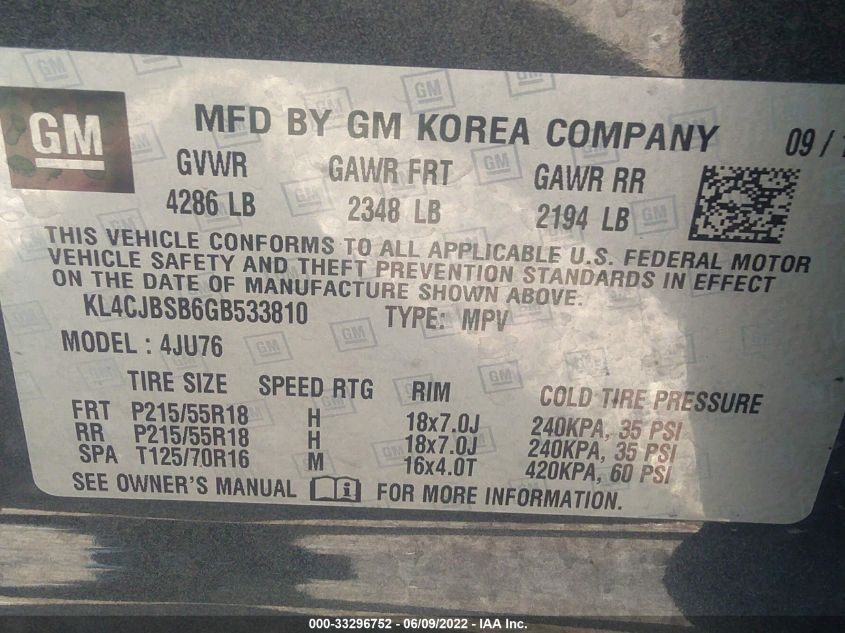 GM
MFD BY GM KOREA COMPANY 09 /
GVWR GAWR FRT GAWR RR
4286 LB 2348 LB 2194 LB
THIS VEHICLE CONFORMS TO ALL APPLICABLE U.S. FEDERAL MOTOR
VEHICLE SAFETY AND THEFT PREVENTION STANDARDS IN EFFECT
ON THE DATE OF MANUFACTURE SHOWN ABOVE.
KL4CJBSB6GB533810 TYPE: MPV
MODEL : 4JU76
TIRE SIZE SPEED RTG RIM COLD TIRE PRESSURE
FRT P215/55R18 H 18x7.0J 240KPA, 35 PSI
RR P215/55R18 H 18x7.0J 240KPA, 35 PSI
SPA T125/70R16 M 16x4.0T 420KPA, 60 PSI
SEE OWNER'S MANUAL i FOR MORE INFORMATION.
000-33296752 - 06/09/2022 - IAA Inc.